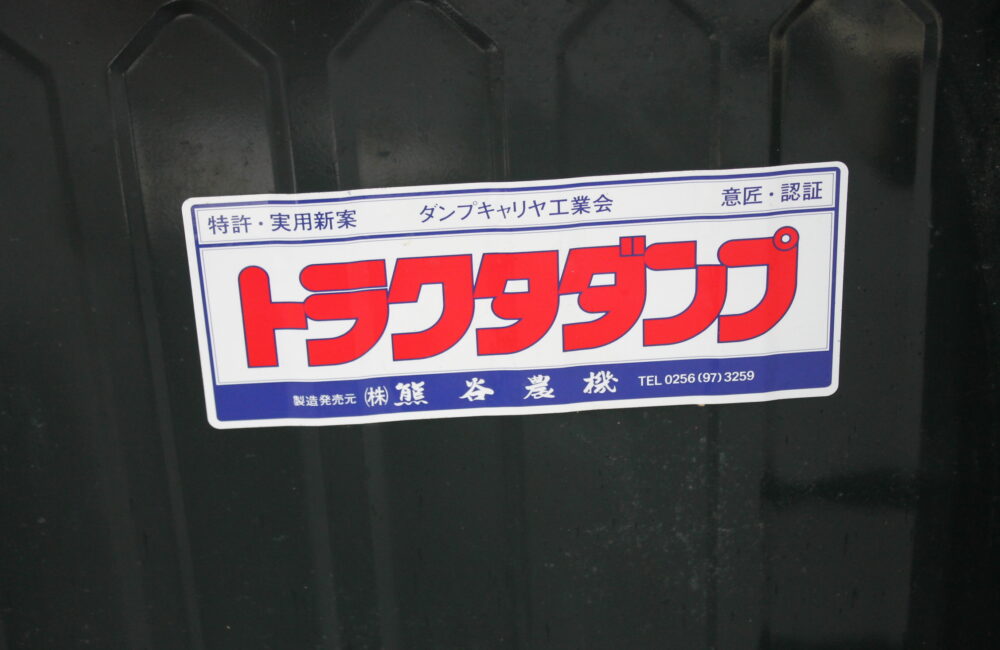 特許・実用新案 ダンプキャリヤ工業会 意匠・認証
トラクタダンプ
製造発売元 ㈱熊谷農機 TEL 0256(97)3259